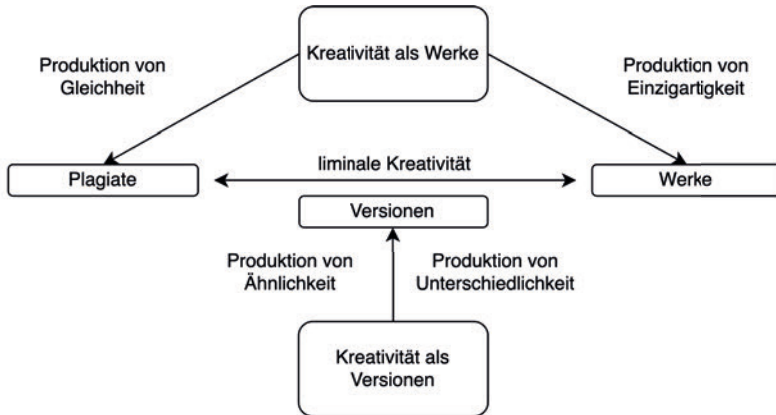 Kreativität als Werke
Produktion von
Gleichheit
Produktion von
Einzigartigkeit
liminale Kreativität
Plagiate
Werke
Versionen
Produktion von
Ähnlichkeit
Produktion von
Unterschiedlichkeit
Kreativität als
Versionen